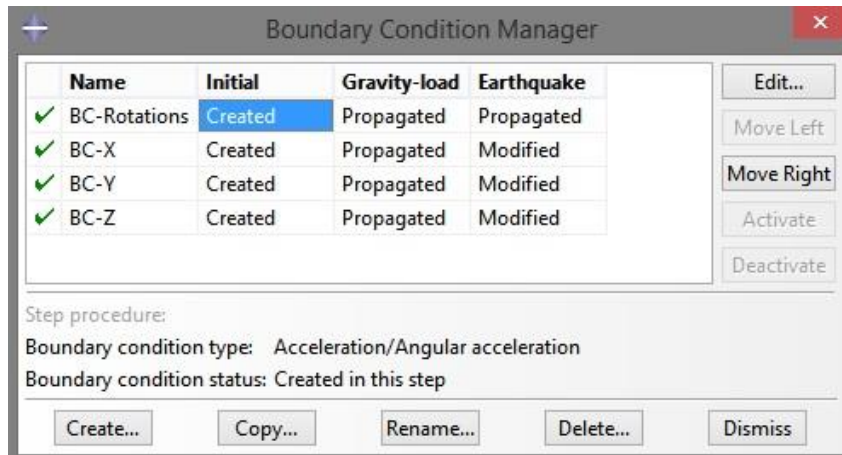 Boundary Condition Manager
Name Initial Gravity-load Earthquake
BC-Rotations Created Propagated Propagated
BC-X Created Propagated Modified
BC-Y Created Propagated Modified
BC-Z Created Propagated Modified
Edit...
Move Left
Move Right
Activate
Deactivate
Step procedure:
Boundary condition type: Acceleration/Angular acceleration
Boundary condition status: Created in this step
Create... Copy... Rename... Delete... Dismiss